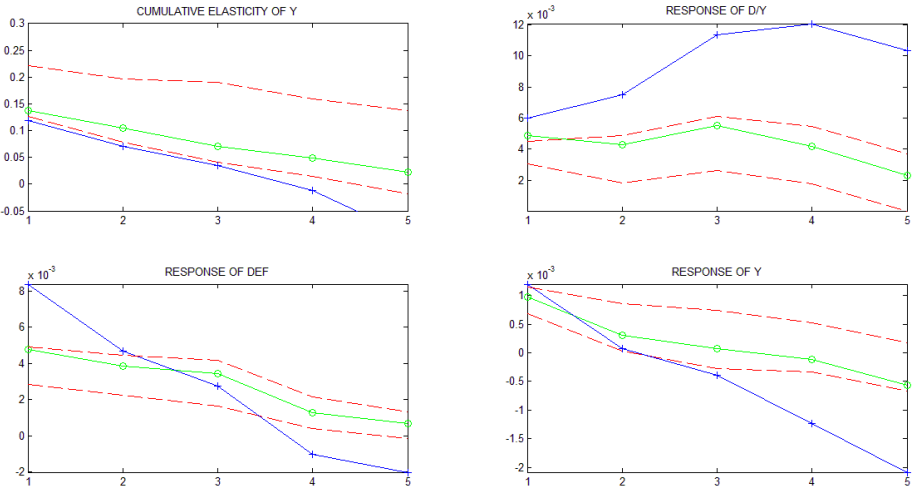 CUMULATIVE ELASTICITY OF Y
0.3
0.25
0.2
0.15
0.1
0.05
0
-0.05
1 2 3 4 5
RESPONSE OF D/Y
x 10^-3
12
10
8
6
4
2
1 2 3 4 5
RESPONSE OF DEF
x 10^-3
8
6
4
2
0
-2
1 2 3 4 5
RESPONSE OF Y
x 10^-3
1
0.5
0
-0.5
-1
-1.5
-2
1 2 3 4 5